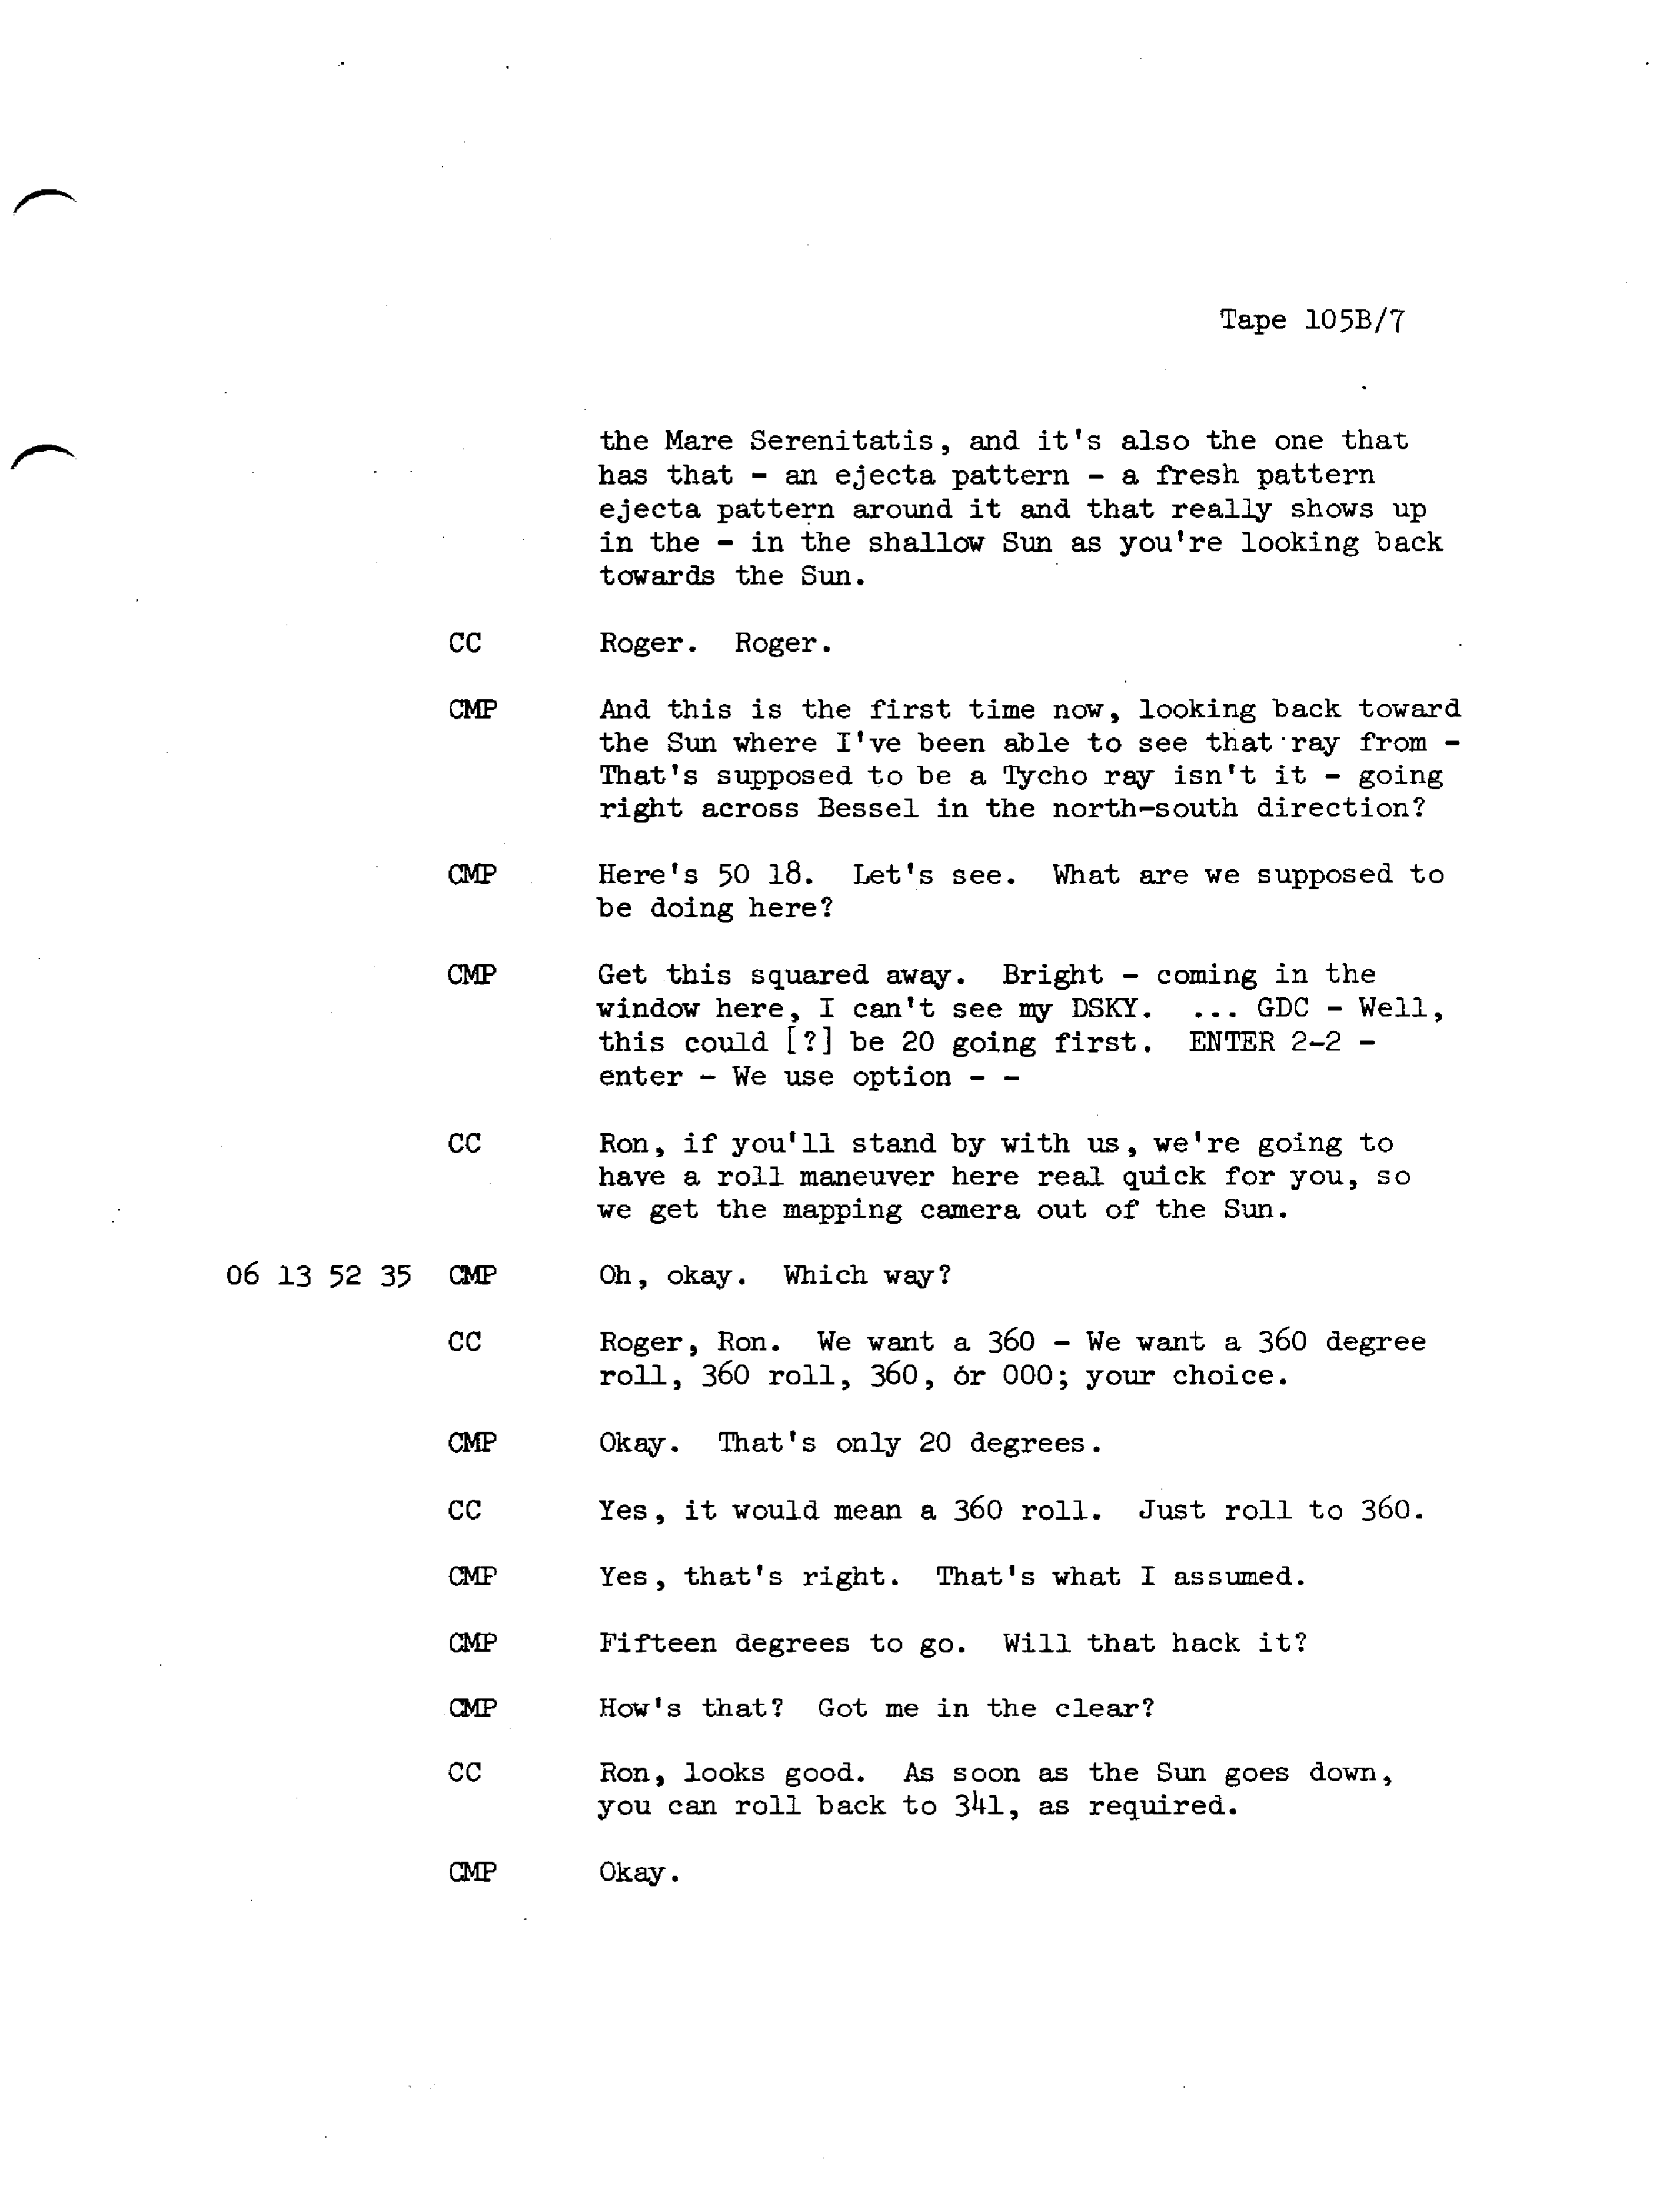 Tape 105B/7
the Mare Serenitatis, and it's also the one that
has that - an ejecta pattern - a fresh pattern
ejecta pattern around it and that really shows up
in the - in the shallow Sun as you're looking back
towards the Sun.
CC Roger. Roger.
CMP And this is the first time now, looking back toward
the Sun where I've been able to see that ray from -
That's supposed to be a Tycho ray isn't it - going
right across Bessel in the north-south direction?
CMP Here's 50 18. Let's see. What are we supposed to
be doing here?
CMP Get this squared away. Bright - coming in the
window here, I can't see my DSKY. ... GDC - Well,
this could [?] be 20 going first. ENTER 2-2 -
enter - We use option - -
CC Ron, if you'll stand by with us, we're going to
have a roll maneuver here real quick for you, so
we get the mapping camera out of the Sun.
06 13 52 35 CMP Oh, okay. Which way?
CC Roger, Ron. We want a 360 - We want a 360 degree
roll, 360 roll, 360, or 000; your choice.
CMP Okay. That's only 20 degrees.
CC Yes, it would mean a 360 roll. Just roll to 360.
CMP Yes, that's right. That's what I assumed.
CMP Fifteen degrees to go. Will that hack it?
CMP How's that? Got me in the clear?
CC Ron, looks good. As soon as the Sun goes down,
you can roll back to 341, as required.
CMP Okay.